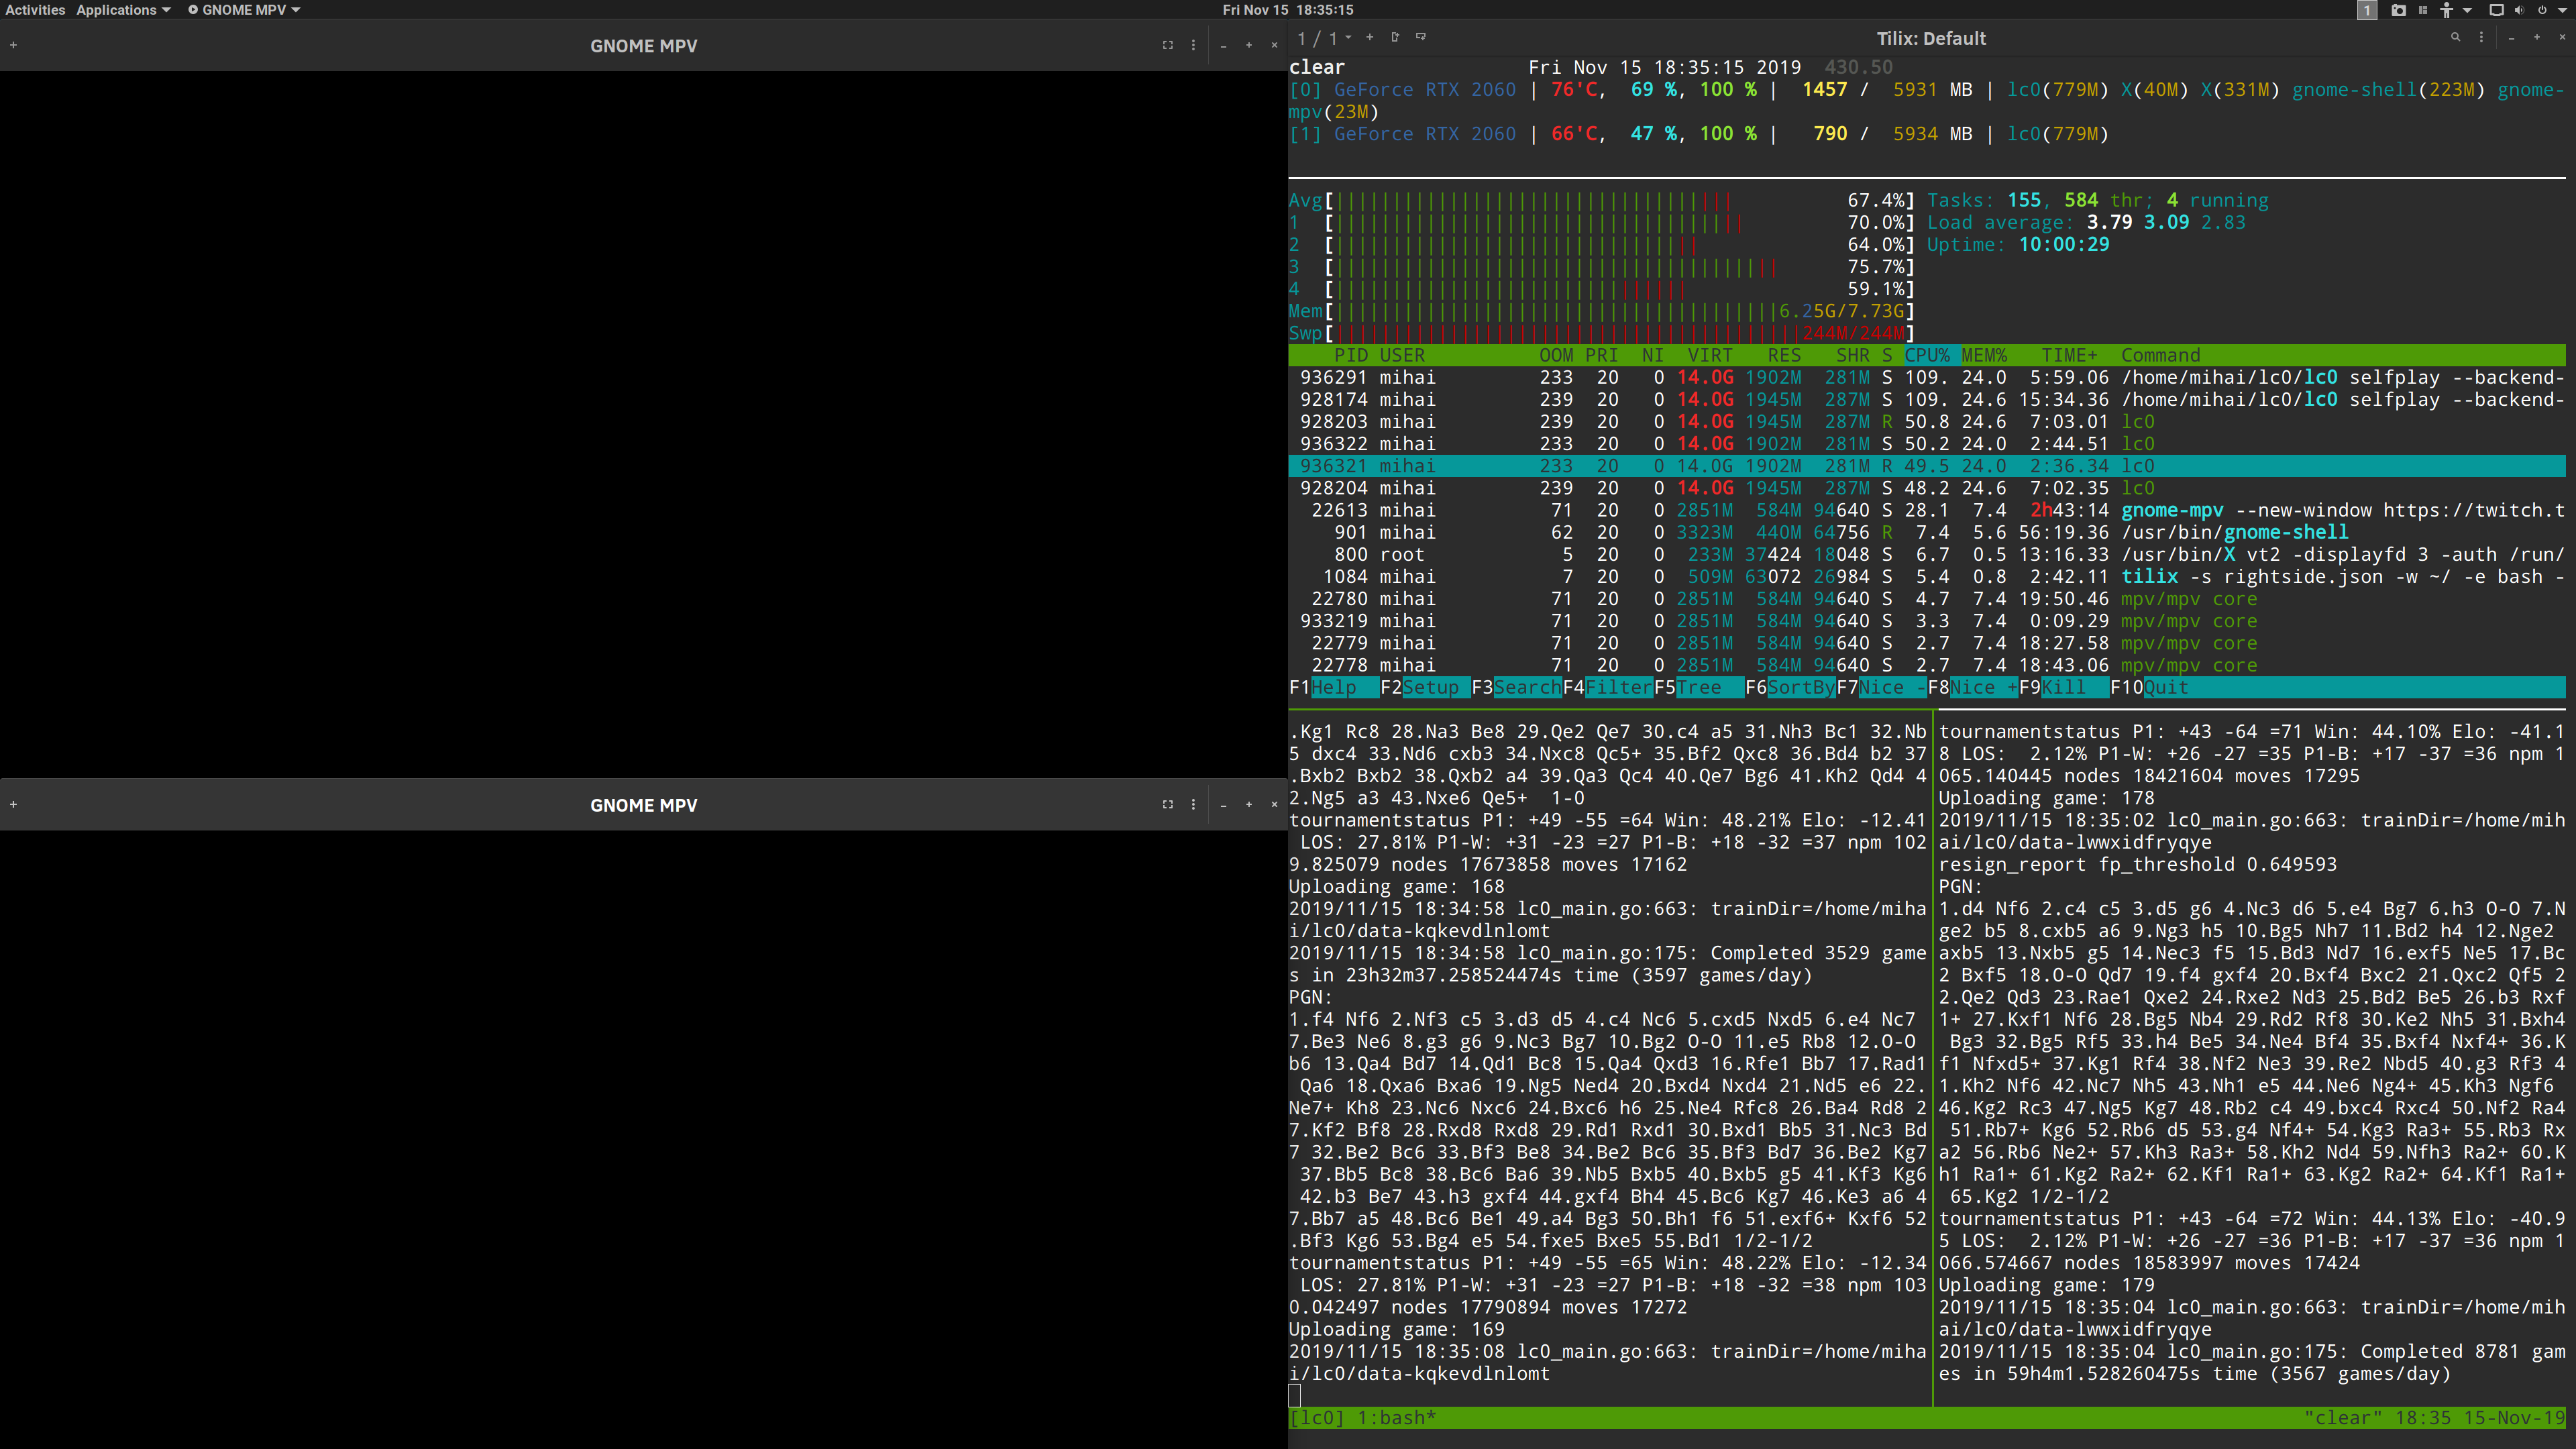 Activities Applications GNOME MPV Fri Nov 15 18:35:15 1
GNOME MPV
GNOME MPV
1 / 1 Tilix: Default
clear Fri Nov 15 18:35:15 2019 430.50
[0] GeForce RTX 2060 | 76'C, 69 %, 100 % | 1457 / 5931 MB | lc0(779M) X(40M) X(331M) gnome-shell(223M) gnome-
mpv(23M)
[1] GeForce RTX 2060 | 66'C, 47 %, 100 % | 790 / 5934 MB | lc0(779M)
Avg[ 67.4%] Tasks: 155, 584 thr; 4 running
1 [ 70.0%] Load average: 3.79 3.09 2.83
2 [ 64.0%] Uptime: 10:00:29
3 [ 75.7%]
4 [ 59.1%]
Mem[ 6.25G/7.73G]
Swp[ 244M/244M]
PID USER OOM PRI NI VIRT RES SHR S CPU% MEM% TIME+ Command
936291 mihai 233 20 0 14.0G 1902M 281M S 109. 24.0 5:59.06 /home/mihai/lc0/lc0 selfplay --backend-
928174 mihai 239 20 0 14.0G 1945M 287M S 109. 24.6 15:34.36 /home/mihai/lc0/lc0 selfplay --backend-
928203 mihai 239 20 0 14.0G 1945M 287M R 50.8 24.6 7:03.01 lc0
936322 mihai 233 20 0 14.0G 1902M 281M S 50.2 24.0 2:44.51 lc0
936321 mihai 233 20 0 14.0G 1902M 281M R 49.5 24.0 2:36.34 lc0
928204 mihai 239 20 0 14.0G 1945M 287M S 48.2 24.6 7:02.35 lc0
22613 mihai 71 20 0 2851M 584M 94640 S 28.1 7.4 2h43:14 gnome-mpv --new-window https://twitch.t
901 mihai 62 20 0 3323M 440M 64756 R 7.4 5.6 56:19.36 /usr/bin/gnome-shell
800 root 5 20 0 233M 37424 18048 S 6.7 0.5 13:16.33 /usr/bin/X vt2 -displayfd 3 -auth /run/
1084 mihai 7 20 0 509M 63072 26984 S 5.4 0.8 2:42.11 tilix -s rightside.json -w ~/ -e bash -
22780 mihai 71 20 0 2851M 584M 94640 S 4.7 7.4 19:50.46 mpv/mpv core
933219 mihai 71 20 0 2851M 584M 94640 S 3.3 7.4 0:09.29 mpv/mpv core
22779 mihai 71 20 0 2851M 584M 94640 S 2.7 7.4 18:27.58 mpv/mpv core
22778 mihai 71 20 0 2851M 584M 94640 S 2.7 7.4 18:43.06 mpv/mpv core
F1Help F2Setup F3SearchF4FilterF5Tree F6SortByF7Nice -F8Nice +F9Kill F10Quit
.Kg1 Rc8 28.Na3 Be8 29.Qe2 Qe7 30.c4 a5 31.Nh3 Bc1 32.Nb
5 dxc4 33.Nd6 cxb3 34.Nxc8 Qc5+ 35.Bf2 Qxc8 36.Bd4 b2 37
.Bxb2 Bxb2 38.Qxb2 a4 39.Qa3 Qc4 40.Qe7 Bg6 41.Kh2 Qd4 4
2.Ng5 a3 43.Nxe6 Qe5+ 1-0
tournamentstatus P1: +49 -55 =64 Win: 48.21% Elo: -12.41
LOS: 27.81% P1-W: +31 -23 =27 P1-B: +18 -32 =37 npm 102
9.825079 nodes 17673858 moves 17162
Uploading game: 168
2019/11/15 18:34:58 lc0_main.go:663: trainDir=/home/miha
i/lc0/data-kqkevdlnlomt
2019/11/15 18:34:58 lc0_main.go:175: Completed 3529 game
s in 23h32m37.258524474s time (3597 games/day)
PGN:
1.f4 Nf6 2.Nf3 c5 3.d3 d5 4.c4 Nc6 5.cxd5 Nxd5 6.e4 Nc7
7.Be3 Ne6 8.g3 g6 9.Nc3 Bg7 10.Bg2 O-O 11.e5 Rb8 12.O-O
b6 13.Qa4 Bd7 14.Qd1 Bc8 15.Qa4 Qxd3 16.Rfe1 Bb7 17.Rad1
Qa6 18.Qxa6 Bxa6 19.Ng5 Ned4 20.Bxd4 Nxd4 21.Nd5 e6 22.
Ne7+ Kh8 23.Nc6 Nxc6 24.Bxc6 h6 25.Ne4 Rfc8 26.Ba4 Rd8 2
7.Kf2 Bf8 28.Rxd8 Rxd8 29.Rd1 Rxd1 30.Bxd1 Bb5 31.Nc3 Bd
7 32.Be2 Bc6 33.Bf3 Be8 34.Be2 Bc6 35.Bf3 Bd7 36.Be2 Kg7
37.Bb5 Bc8 38.Bc6 Ba6 39.Nb5 Bxb5 40.Bxb5 g5 41.Kf3 Kg6
42.b3 Be7 43.h3 gxf4 44.gxf4 Bh4 45.Bc6 Kg7 46.Ke3 a6 4
7.Bb7 a5 48.Bc6 Be1 49.a4 Bg3 50.Bh1 f6 51.exf6+ Kxf6 52
.Bf3 Kg6 53.Bg4 e5 54.fxe5 Bxe5 55.Bd1 1/2-1/2
tournamentstatus P1: +49 -55 =65 Win: 48.22% Elo: -12.34
LOS: 27.81% P1-W: +31 -23 =27 P1-B: +18 -32 =38 npm 103
0.042497 nodes 17790894 moves 17272
Uploading game: 169
2019/11/15 18:35:08 lc0_main.go:663: trainDir=/home/miha
i/lc0/data-kqkevdlnlomt
tournamentstatus P1: +43 -64 =71 Win: 44.10% Elo: -41.1
8 LOS: 2.12% P1-W: +26 -27 =35 P1-B: +17 -37 =36 npm 1
065.140445 nodes 18421604 moves 17295
Uploading game: 178
2019/11/15 18:35:02 lc0_main.go:663: trainDir=/home/mih
ai/lc0/data-lwwxidfryqye
resign_report fp_threshold 0.649593
PGN:
1.d4 Nf6 2.c4 c5 3.d5 g6 4.Nc3 d6 5.e4 Bg7 6.h3 O-O 7.N
ge2 b5 8.cxb5 a6 9.Ng3 h5 10.Bg5 Nh7 11.Bd2 h4 12.Nge2
axb5 13.Nxb5 g5 14.Nec3 f5 15.Bd3 Nd7 16.exf5 Ne5 17.Bc
2 Bxf5 18.O-O Qd7 19.f4 gxf4 20.Bxf4 Bxc2 21.Qxc2 Qf5 2
2.Qe2 Qd3 23.Rae1 Qxe2 24.Rxe2 Nd3 25.Bd2 Be5 26.b3 Rxf
1+ 27.Kxf1 Nf6 28.Bg5 Nb4 29.Rd2 Rf8 30.Ke2 Nh5 31.Bxh4
Bg3 32.Bg5 Rf5 33.h4 Be5 34.Ne4 Bf4 35.Bxf4 Nxf4+ 36.K
f1 Nfxd5+ 37.Kg1 Rf4 38.Nf2 Ne3 39.Re2 Nbd5 40.g3 Rf3 4
1.Kh2 Nf6 42.Nc7 Nh5 43.Nh1 e5 44.Ne6 Ng4+ 45.Kh3 Ngf6
46.Kg2 Rc3 47.Ng5 Kg7 48.Rb2 c4 49.bxc4 Rxc4 50.Nf2 Ra4
51.Rb7+ Kg6 52.Rb6 d5 53.g4 Nf4+ 54.Kg3 Ra3+ 55.Rb3 Rx
a2 56.Rb6 Ne2+ 57.Kh3 Ra3+ 58.Kh2 Nd4 59.Nfh3 Ra2+ 60.K
h1 Ra1+ 61.Kg2 Ra2+ 62.Kf1 Ra1+ 63.Kg2 Ra2+ 64.Kf1 Ra1+
65.Kg2 1/2-1/2
tournamentstatus P1: +43 -64 =72 Win: 44.13% Elo: -40.9
5 LOS: 2.12% P1-W: +26 -27 =36 P1-B: +17 -37 =36 npm 1
066.574667 nodes 18583997 moves 17424
Uploading game: 179
2019/11/15 18:35:04 lc0_main.go:663: trainDir=/home/mih
ai/lc0/data-lwwxidfryqye
2019/11/15 18:35:04 lc0_main.go:175: Completed 8781 gam
es in 59h4m1.528260475s time (3567 games/day)
[lc0] 1:bash* "clear" 18:35 15-Nov-19